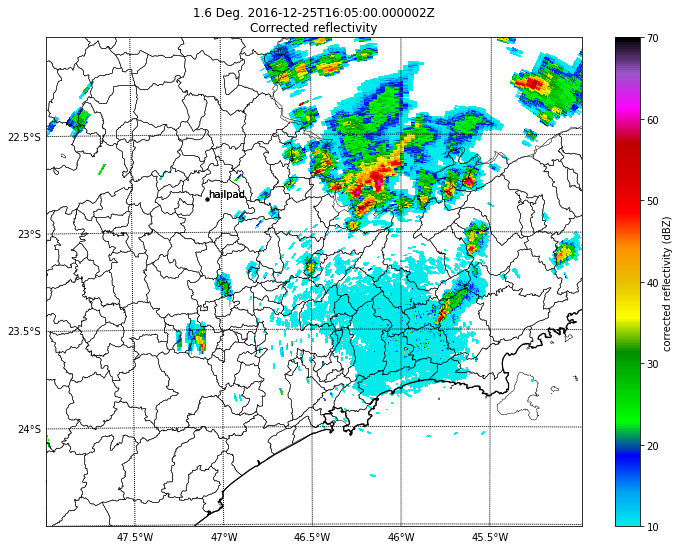 1.6 Deg. 2016-12-25T16:05:00.000002Z
Corrected reflectivity
hailpad
22.5°S
23°S
23.5°S
24°S
47.5°W
47°W
46.5°W
46°W
45.5°W
70
60
50
40
30
20
10
corrected reflectivity (dBZ)